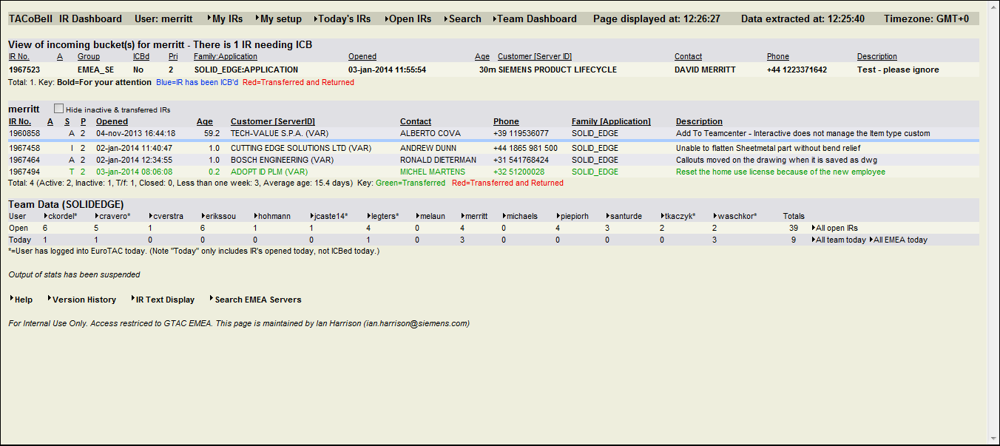 TACoBell IR Dashboard User: merritt My IRs My setup Today's IRs Open IRs Search Team Dashboard Page displayed at: 12:26:27 Data extracted at: 12:25:40 Timezone: GMT+0
View of incoming bucket(s) for merritt - There is 1 IR needing ICB
IR No. A Group ICBd Pri Family:Application Opened Age Customer [Server ID] Contact Phone Description
1967523 EMEA_SE No 2 SOLID_EDGE:APPLICATION 03-jan-2014 11:55:54 30m SIEMENS PRODUCT LIFECYCLE DAVID MERRITT +44 1223371642 Test - please ignore
Total: 1. Key: Bold=For your attention Blue=IR has been ICB'd Red=Transferred and Returned
merritt Hide inactive & transferred IRs
IR No. A S P Opened Age Customer [ServerID] Contact Phone Family [Application] Description
1960858 A 2 04-nov-2013 16:44:18 59.2 TECH-VALUE S.P.A. (VAR) ALBERTO COVA +39 119536077 SOLID_EDGE Add To Teamcenter - Interactive does not manage the Item type custom
1967458 I 2 02-jan-2014 11:40:47 1.0 CUTTING EDGE SOLUTIONS LTD (VAR) ANDREW DUNN +44 1865 981 500 SOLID_EDGE Unable to flatten Sheetmetal part without bend relief
1967464 A 2 02-jan-2014 12:34:55 1.0 BOSCH ENGINEERING (VAR) RONALD DIETERMAN +31 541768424 SOLID_EDGE Callouts moved on the drawing when it is saved as dwg
1967494 T 2 03-jan-2014 08:06:08 0.2 ADOPT ID PLM (VAR) MICHEL MARTENS +32 51200028 SOLID_EDGE Reset the home use license because of the new employee
Total: 4 (Active: 2, Inactive: 1, T/f: 1, Closed: 0, Less than one week: 3, Average age: 15.4 days) Key: Green=Transferred Red=Transferred and Returned
Team Data (SOLIDEDGE)
User ckordel* cravero* cverstra erikssou hohmann jcaste14* legters* melaun merritt michaels piepiorh santurde tkaczyk* waschkor* Totals
Open 6 5 1 6 1 1 4 0 4 0 4 3 2 2 39 All open IRs
Today 1 1 0 0 0 0 1 0 3 0 0 0 0 3 9 All team today All EMEA today
*=User has logged into EuroTAC today. (Note "Today" only includes IR's opened today, not ICBed today.)
Output of stats has been suspended
Help Version History IR Text Display Search EMEA Servers
For Internal Use Only. Access restriced to GTAC EMEA. This page is maintained by Ian Harrison (ian.harrison@siemens.com)